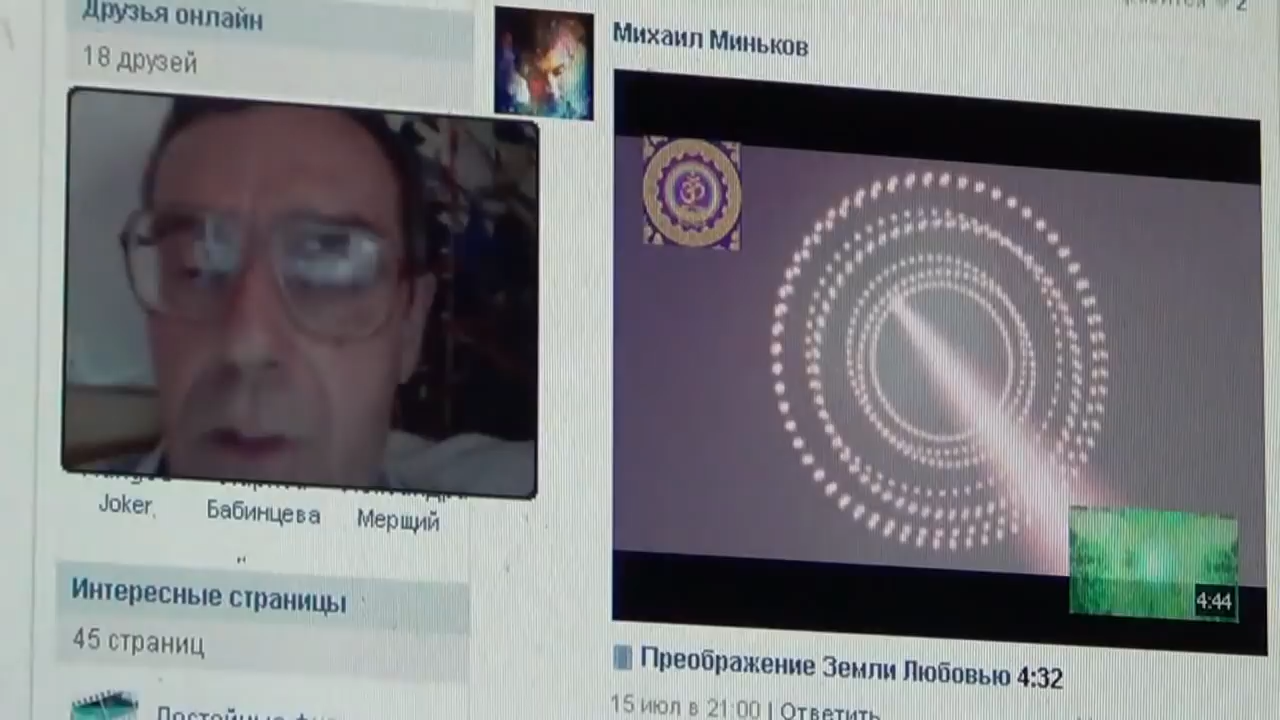 Друзья онлайн
18 друзей
Михаил Миньков
Joker
Бабинцева
Мерщий
Интересные страницы
45 страниц
4:44
Преображение Земли Любовью 4:32
15 июл в 21:00 | Ответить
2